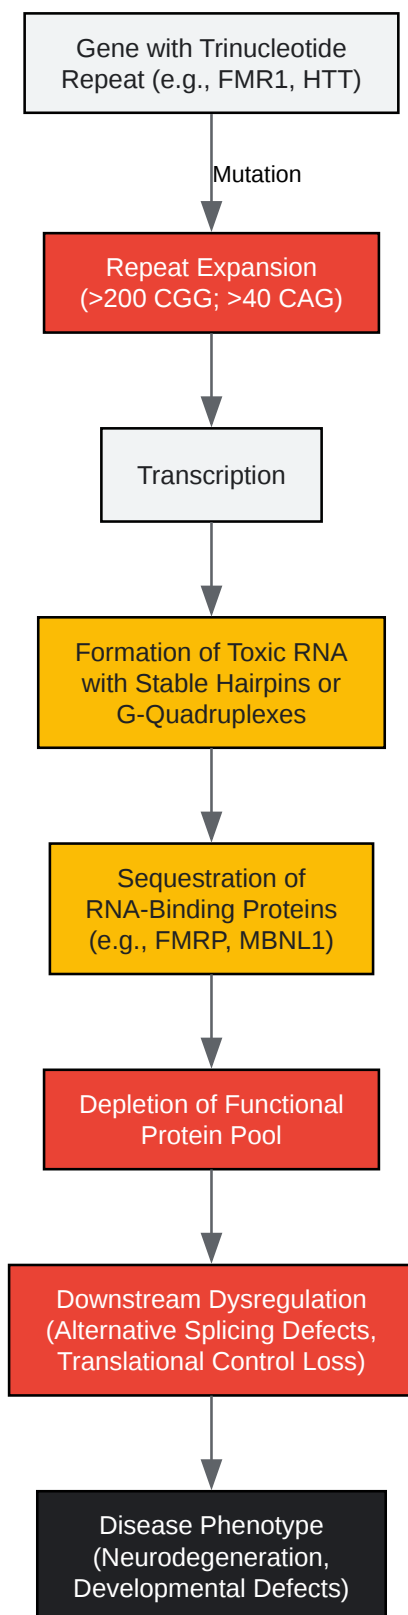 Gene with Trinucleotide
Repeat (e.g., FMR1, HTT)
Mutation
Repeat Expansion
(>200 CGG; >40 CAG)
Transcription
Formation of Toxic RNA
with Stable Hairpins or
G-Quadruplexes
Sequestration of
RNA-Binding Proteins
(e.g., FMRP, MBNL1)
Depletion of Functional
Protein Pool
Downstream Dysregulation
(Alternative Splicing Defects,
Translational Control Loss)
Disease Phenotype
(Neurodegeneration,
Developmental Defects)